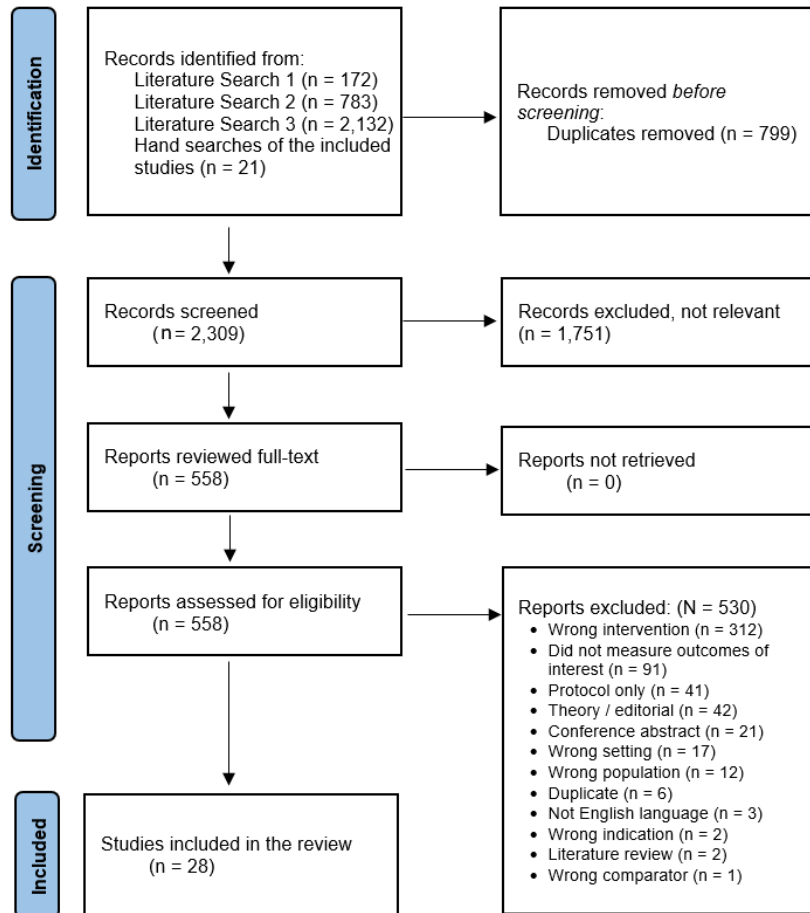 Identification
Records identified from:
Literature Search 1 (n = 172)
Literature Search 2 (n = 783)
Literature Search 3 (n = 2,132)
Hand searches of the included
studies (n = 21)
Records removed before
screening:
Duplicates removed (n = 799)
Screening
Records screened
(n = 2,309)
Records excluded, not relevant
(n = 1,751)
Reports reviewed full-text
(n = 558)
Reports not retrieved
(n = 0)
Reports assessed for eligibility
(n = 558)
Reports excluded: (N = 530)
• Wrong intervention (n = 312)
• Did not measure outcomes of
interest (n = 91)
• Protocol only (n = 41)
• Theory / editorial (n = 42)
• Conference abstract (n = 21)
• Wrong setting (n = 17)
• Wrong population (n = 12)
• Duplicate (n = 6)
• Not English language (n = 3)
• Wrong indication (n = 2)
• Literature review (n = 2)
• Wrong comparator (n = 1)
Included
Studies included in the review
(n = 28)